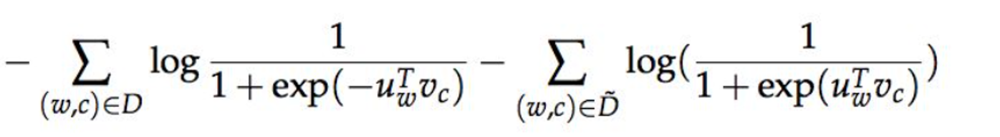 − ∑_{(w,c)∈D} log 1/(1 + exp(−u_w^T v_c)) − ∑_{(w,c)∈D̃} log(1/(1 + exp(u_w^T v_c)))